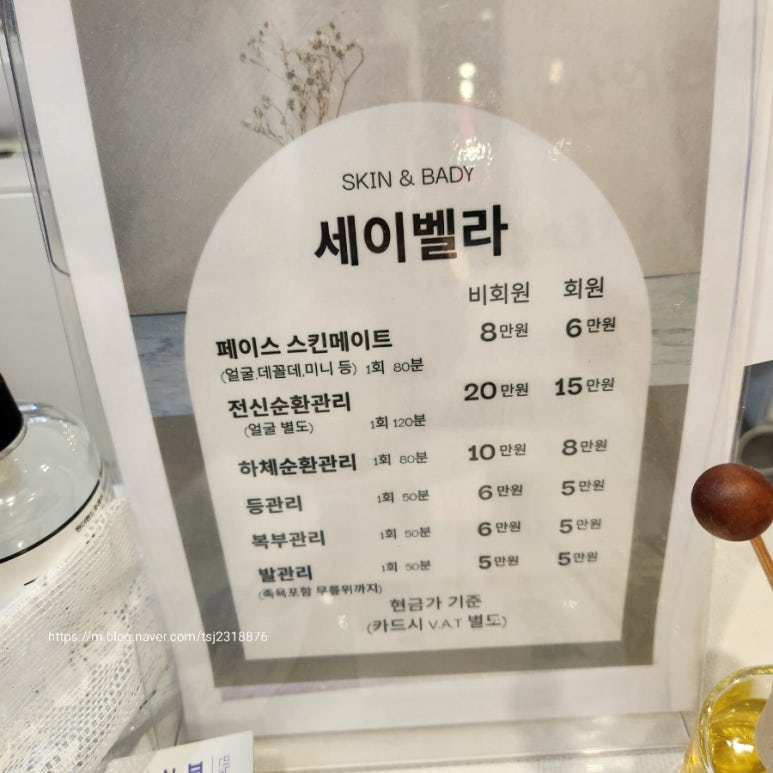 SKIN & BADY
세이벨라
비회원 회원
페이스 스킨메이트 8만원 6만원
(얼굴,데꼴데,미니 등) 1회 80분
전신순환관리 20만원 15만원
(얼굴 별도) 1회 120분
하체순환관리 1회 80분 10만원 8만원
등관리 1회 50분 6만원 5만원
복부관리 1회 50분 6만원 5만원
발관리 1회 50분 5만원 5만원
(족욕포함 무릎위까지)
현금가 기준
(카드시 V.A.T 별도)
https://m.blog.naver.com/tsj2318876